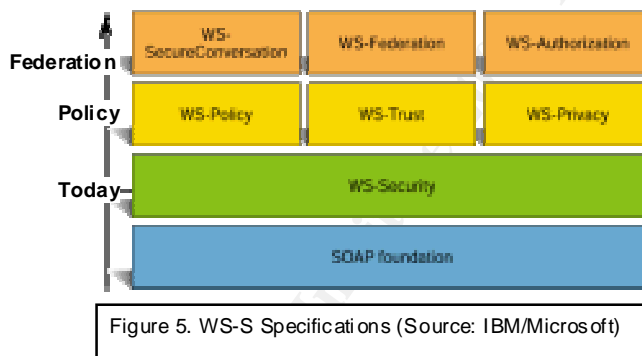 WS-
SecureConversation
WS-Federation
WS-Authorization
Federation
Policy
WS-Policy
WS-Trust
WS-Privacy
Today
WS-Security
SOAP foundation
Figure 5. WS-S Specifications (Source: IBM/Microsoft)